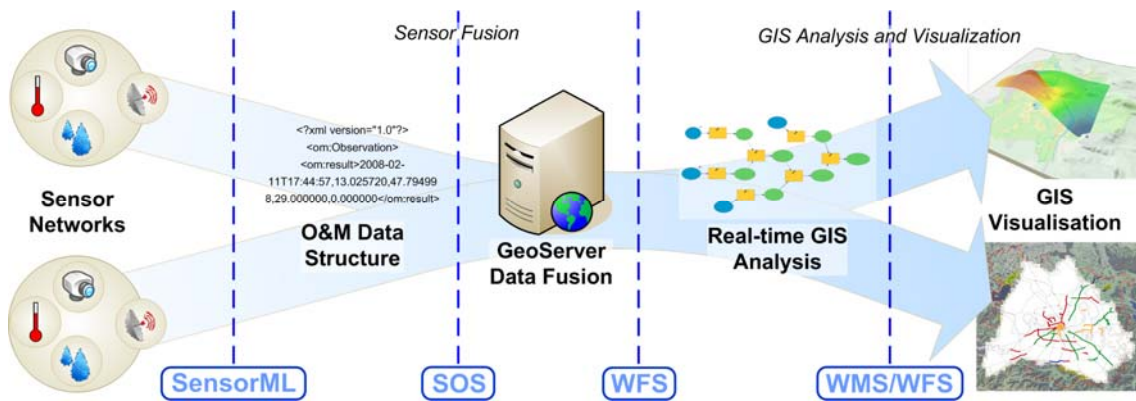 Sensor Fusion
GIS Analysis and Visualization
Sensor
Networks
<?xml version="1.0"?>
<om:Observation>
<om:result>2008-02-
11T17:44:57,13.025720,47.79499
8,29.000000,0.000000</om:result>
O&M Data
Structure
GeoServer
Data Fusion
Real-time GIS
Analysis
GIS
Visualisation
SensorML
SOS
WFS
WMS/WFS